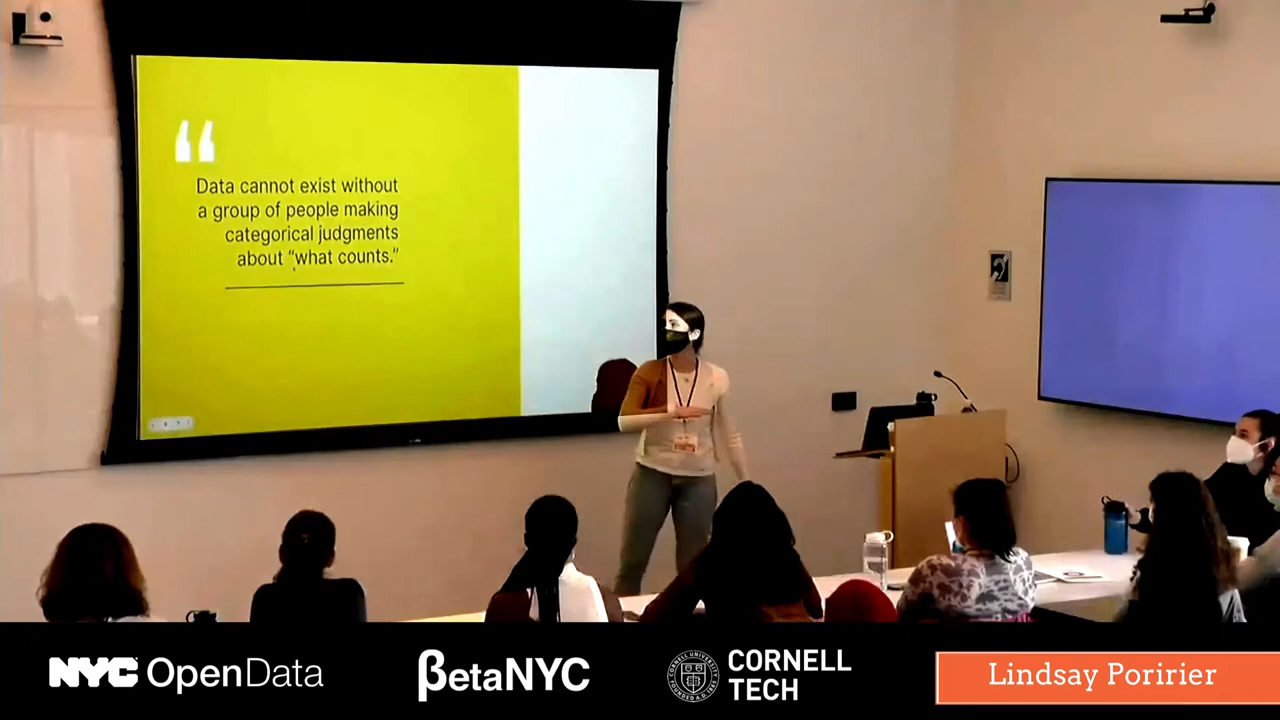 “
Data cannot exist without
a group of people making
categorical judgments
about “what counts.”
NYC OpenData
βetaNYC
CORNELL
TECH
Lindsay Poririer